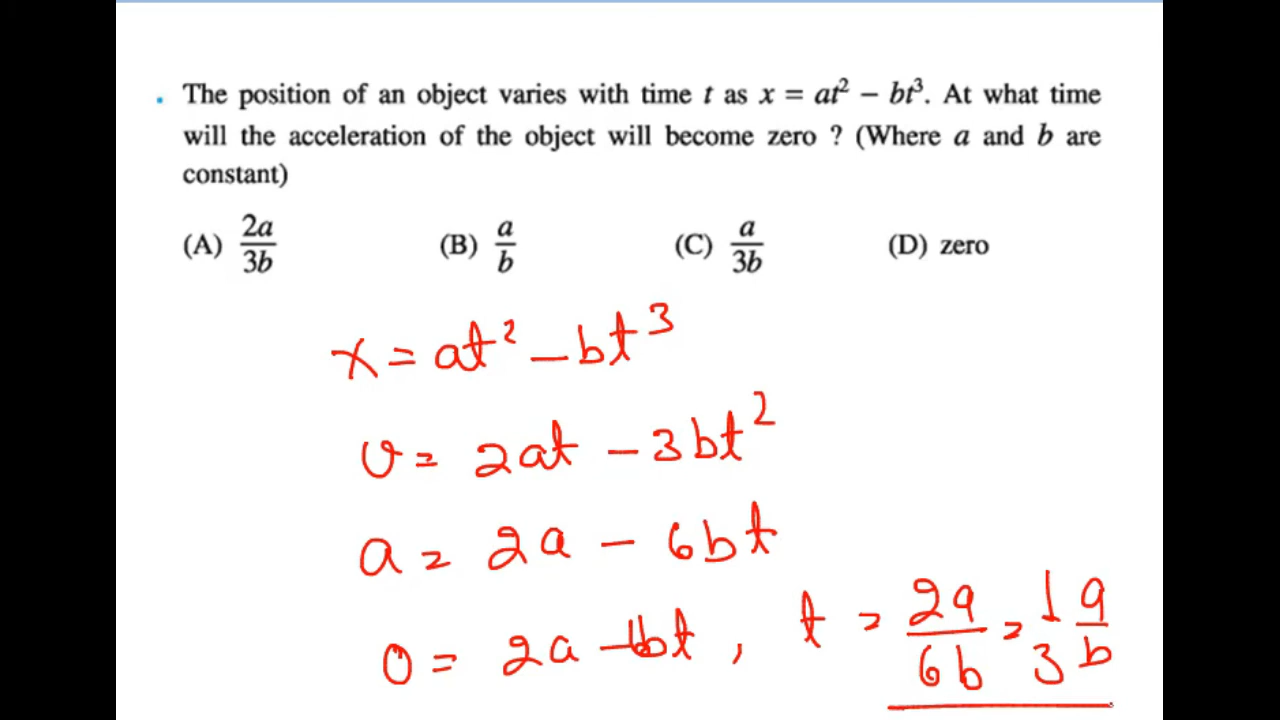 . The position of an object varies with time t as x = at² − bt³. At what time
will the acceleration of the object will become zero ? (Where a and b are
constant)
(A) 2a/3b (B) a/b (C) a/3b (D) zero
x = at² − bt³
v = 2at − 3bt²
a = 2a − 6bt
0 = 2a − 6bt , t = 2a/6b = 1/3 a/b